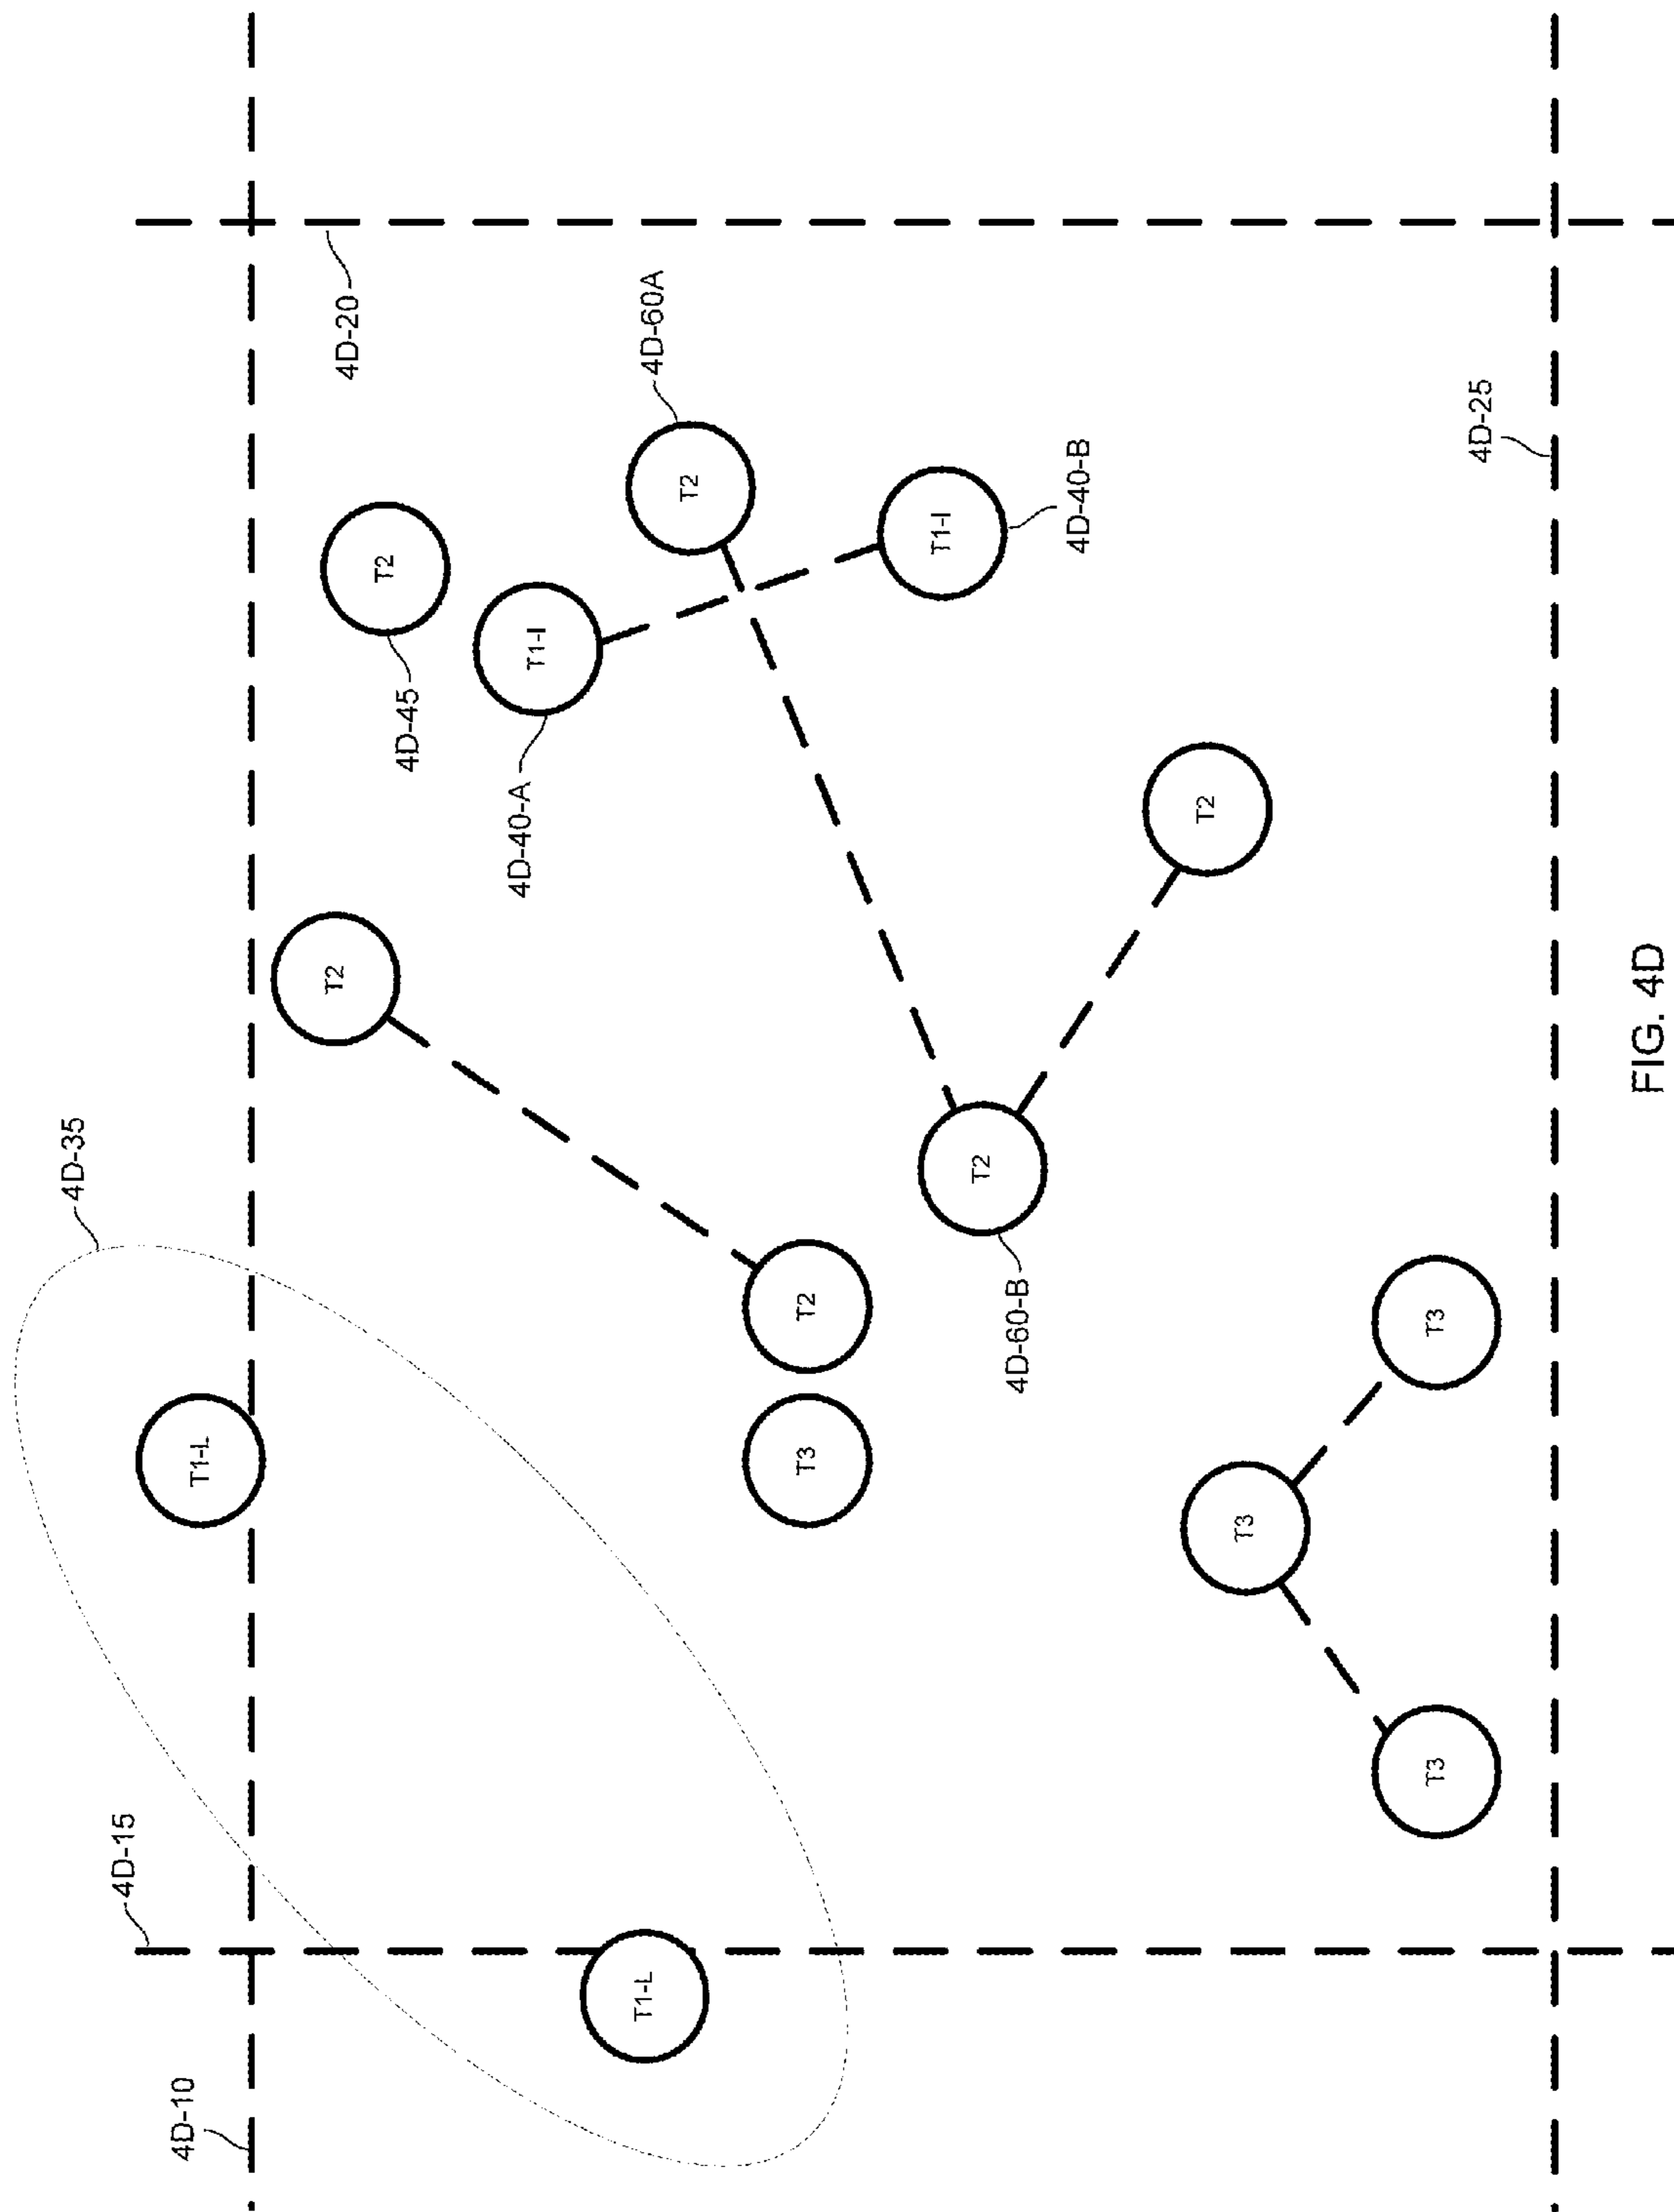 4D-35
4D-15
4D-10
T1-L
T2
4D-20
T2
4D-45
4D-40-A
T1-I
T1-L
4D-60A
T2
T3
T2
T1-I
T2
4D-60-B
4D-40-B
T2
T3
T3
T3
4D-25
FIG. 4D